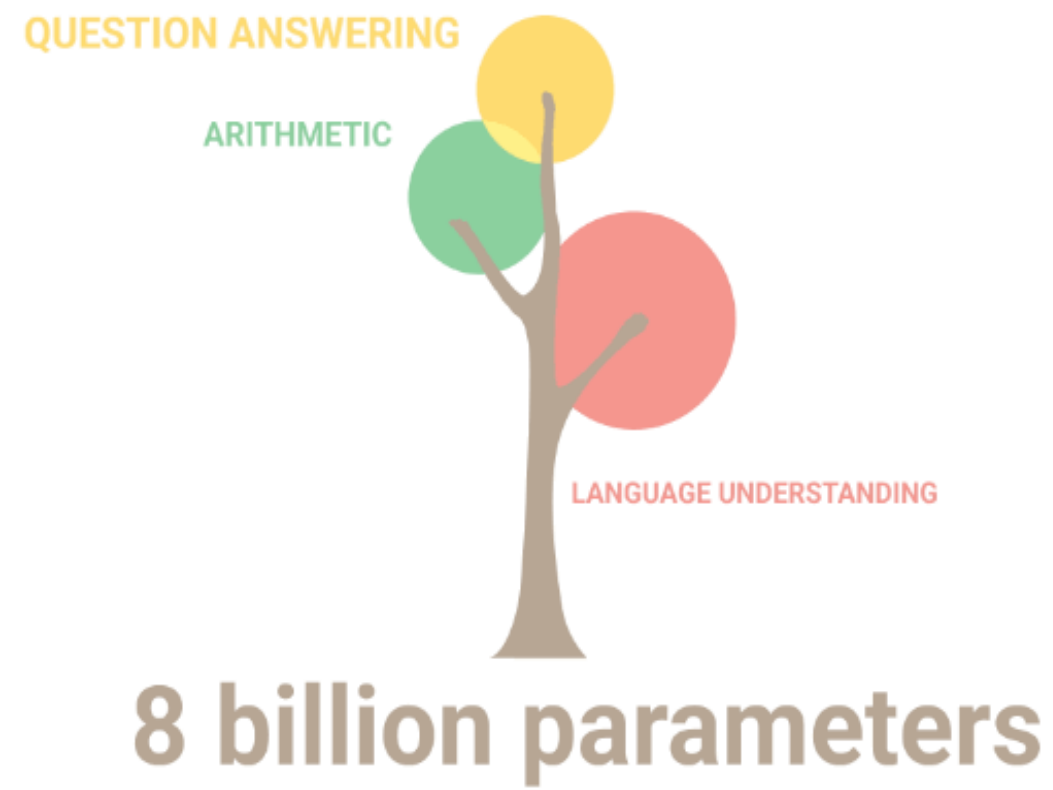 QUESTION ANSWERING
ARITHMETIC
LANGUAGE UNDERSTANDING
8 billion parameters